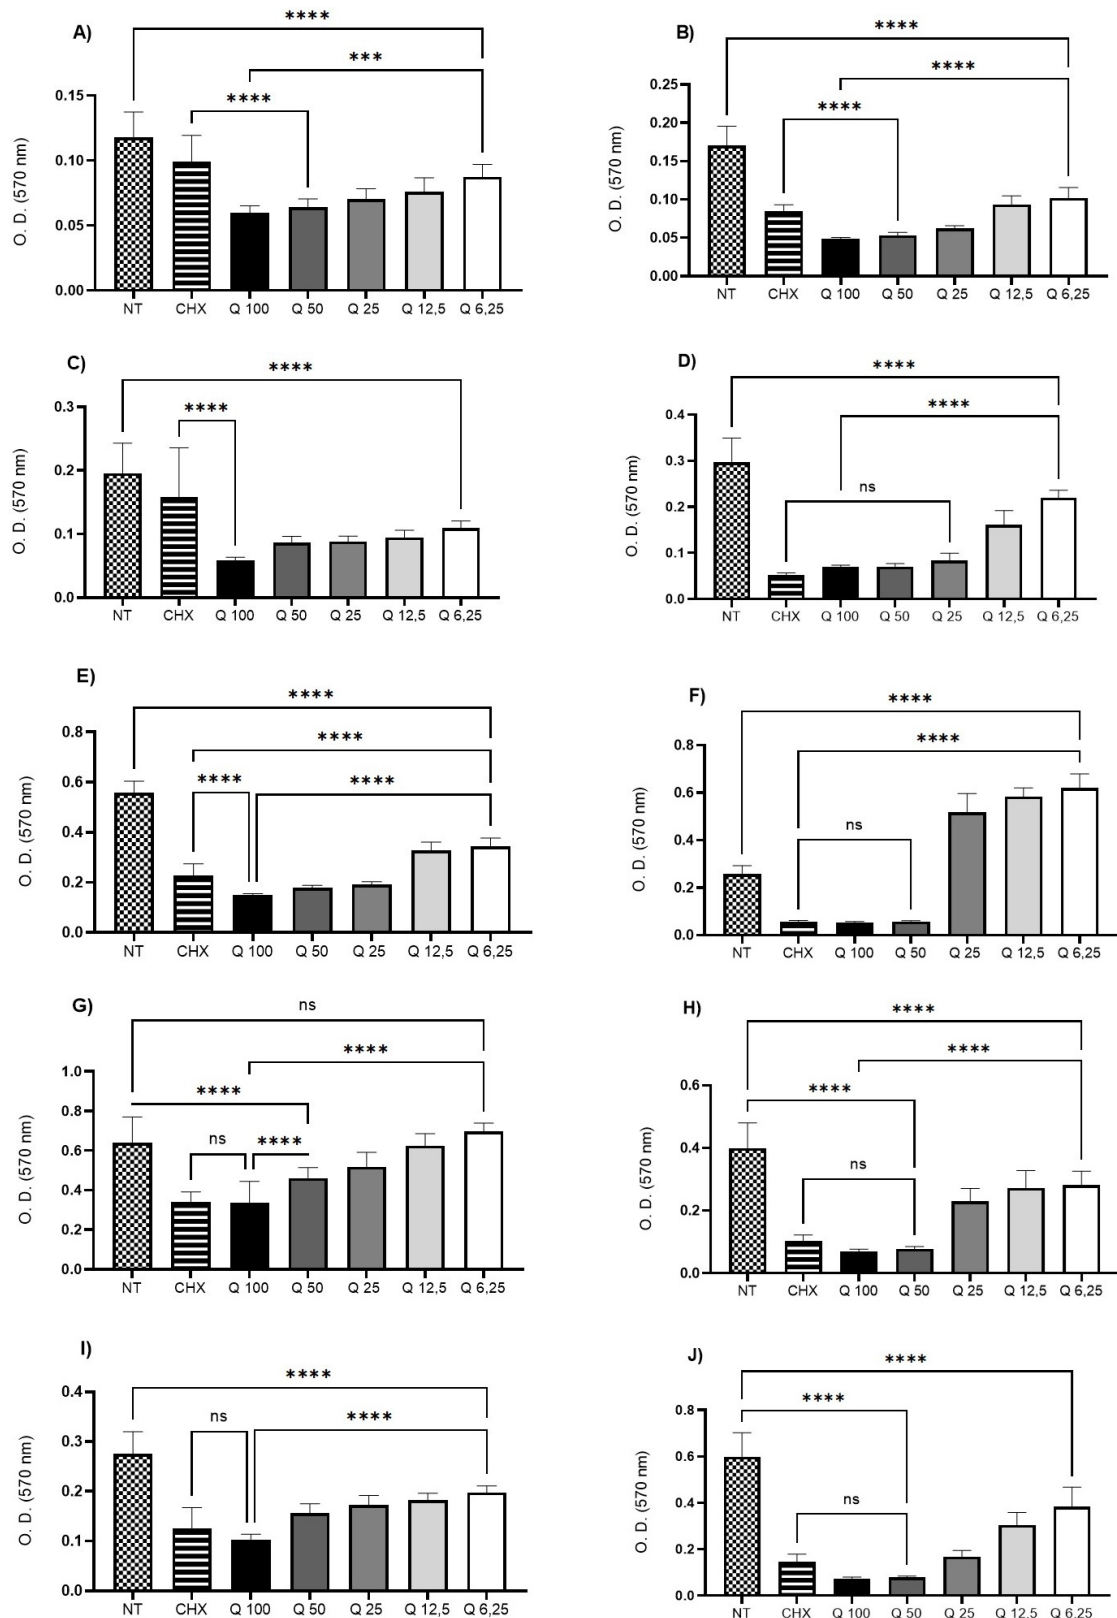 A)
****
***
****
O. D. (570 nm)
0.15
0.10
0.05
0.00
NT CHX Q 100 Q 50 Q 25 Q 12,5 Q 6,25
B)
****
****
****
O. D. (570 nm)
0.25
0.20
0.15
0.10
0.05
0.00
NT CHX Q 100 Q 50 Q 25 Q 12,5 Q 6,25
C)
****
****
O. D. (570 nm)
0.3
0.2
0.1
0.0
NT CHX Q 100 Q 50 Q 25 Q 12,5 Q 6,25
D)
****
****
ns
O. D. (570 nm)
0.4
0.3
0.2
0.1
0.0
NT CHX Q 100 Q 50 Q 25 Q 12,5 Q 6,25
E)
****
****
**** ****
O. D. (570 nm)
0.8
0.6
0.4
0.2
0.0
NT CHX Q 100 Q 50 Q 25 Q 12,5 Q 6,25
F)
****
****
ns
O. D. (570 nm)
0.8
0.6
0.4
0.2
0.0
NT CHX Q 100 Q 50 Q 25 Q 12,5 Q 6,25
G)
ns
****
****
ns ****
O. D. (570 nm)
1.0
0.8
0.6
0.4
0.2
0.0
NT CHX Q 100 Q 50 Q 25 Q 12,5 Q 6,25
H)
****
****
****
ns
O. D. (570 nm)
0.6
0.4
0.2
0.0
NT CHX Q 100 Q 50 Q 25 Q 12,5 Q 6,25
I)
****
ns ****
O. D. (570 nm)
0.4
0.3
0.2
0.1
0.0
NT CHX Q 100 Q 50 Q 25 Q 12,5 Q 6,25
J)
****
****
ns
O. D. (570 nm)
0.8
0.6
0.4
0.2
0.0
NT CHX Q 100 Q 50 Q 25 Q 12,5 Q 6,25